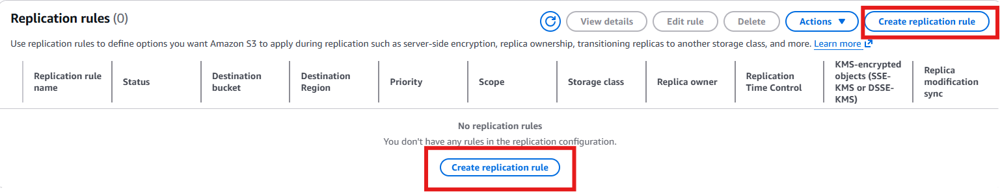 Replication rules (0)
View details
Edit rule
Delete
Actions
Create replication rule
Use replication rules to define options you want Amazon S3 to apply during replication such as server-side encryption, replica ownership, transitioning replicas to another storage class, and more. Learn more
Replication rule
name
Status
Destination
bucket
Destination
Region
Priority
Scope
Storage class
Replica owner
Replication
Time Control
KMS-encrypted
objects (SSE-
KMS or DSSE-
KMS)
Replica
modification
sync
No replication rules
You don't have any rules in the replication configuration.
Create replication rule